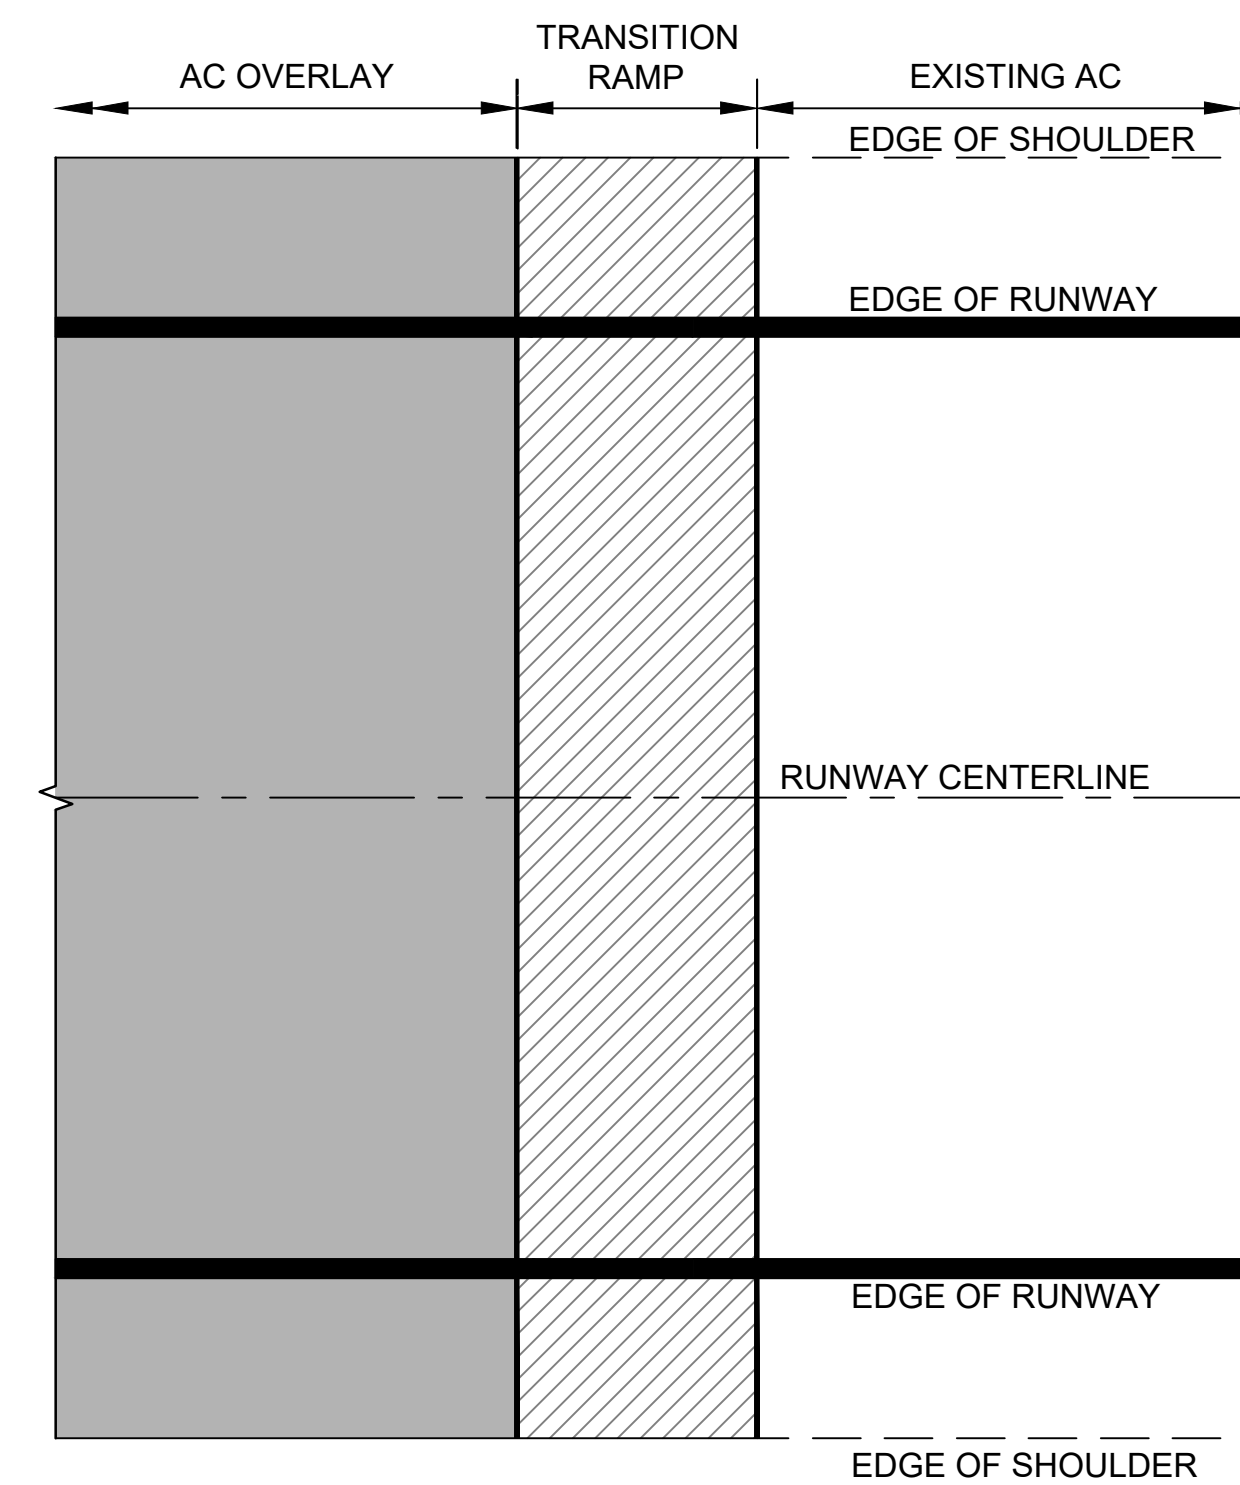 TRANSITION
AC OVERLAY
RAMP
EXISTING AC
EDGE OF SHOULDER
EDGE OF RUNWAY
RUNWAY CENTERLINE
EDGE OF RUNWAY
EDGE OF SHOULDER